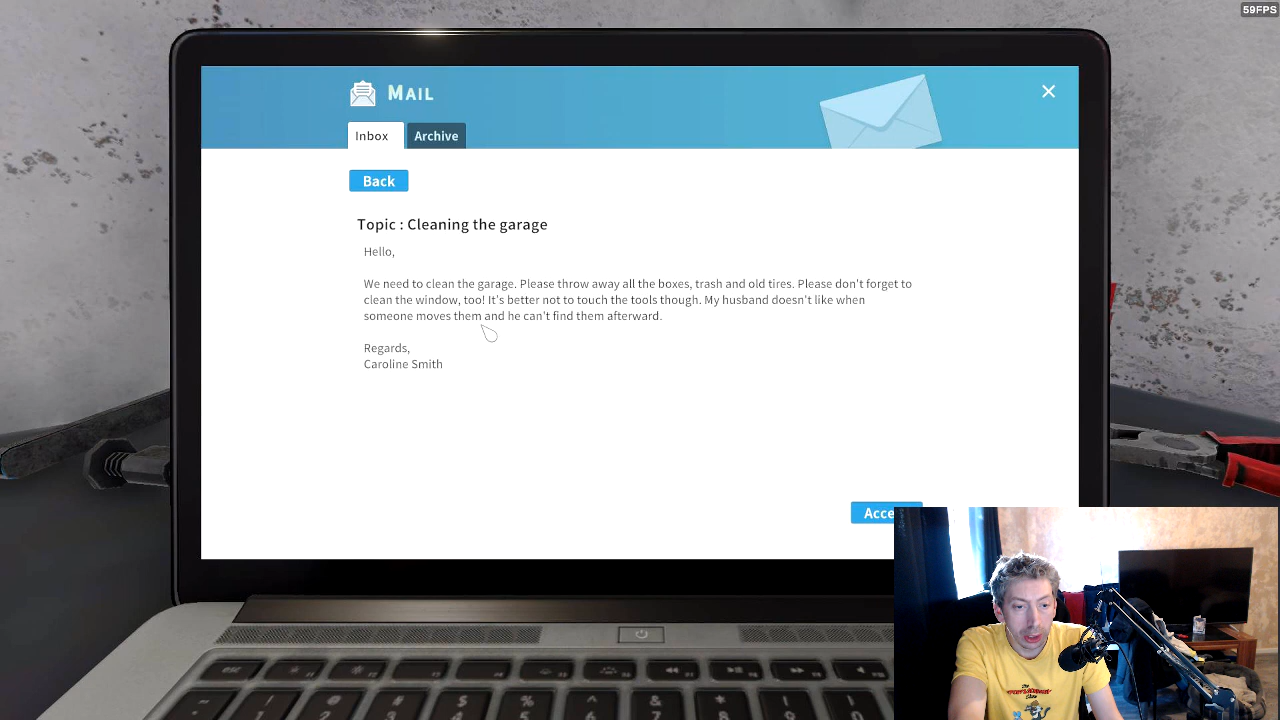 59FPS
MAIL
Inbox
Archive
Back
Topic : Cleaning the garage
Hello,
We need to clean the garage. Please throw away all the boxes, trash and old tires. Please don't forget to
clean the window, too! It's better not to touch the tools though. My husband doesn't like when
someone moves them and he can't find them afterward.
Regards,
Caroline Smith
Acce
esc